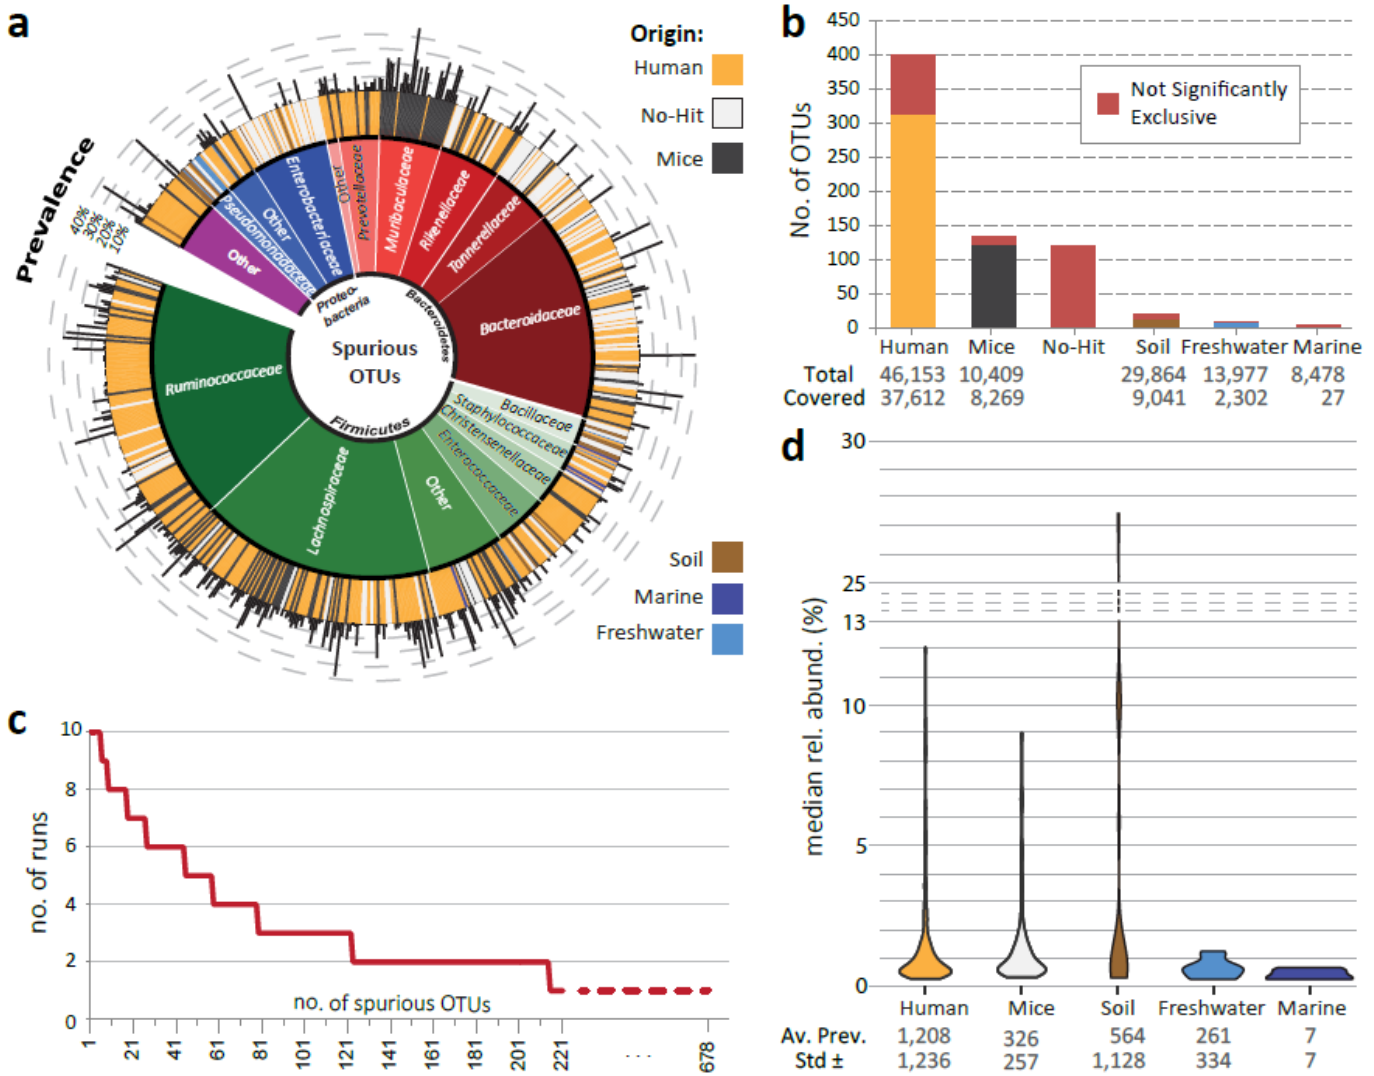 a
Origin:
Human
No-Hit
Mice
Prevalence
40%
30%
20%
10%
Other
Pseudomonadaceae
Other
Enterobacteriaceae
Other
Prevotellaceae
Muribaculaceae
Rikenellaceae
Tannerellaceae
Bacteroidaceae
Bacillaceae
Staphylococcaceae
Christensenellaceae
Enterococcaceae
Other
Lachnospiraceae
Ruminococcaceae
Proteo-
bacteria
Bacteroidetes
Firmicutes
Spurious
OTUs
Soil
Marine
Freshwater
b
No. of OTUs
450
400
350
300
250
200
150
100
50
0
Not Significantly
Exclusive
Human Mice No-Hit Soil Freshwater Marine
Total 46,153 10,409 29,864 13,977 8,478
Covered 37,612 8,269 9,041 2,302 27
c
no. of runs
10
8
6
4
2
0
no. of spurious OTUs
1 21 41 61 81 101 121 141 161 181 201 221 ... 678
d
median rel. abund. (%)
30
25
13
10
5
0
Human Mice Soil Freshwater Marine
Av. Prev. 1,208 326 564 261 7
Std ± 1,236 257 1,128 334 7